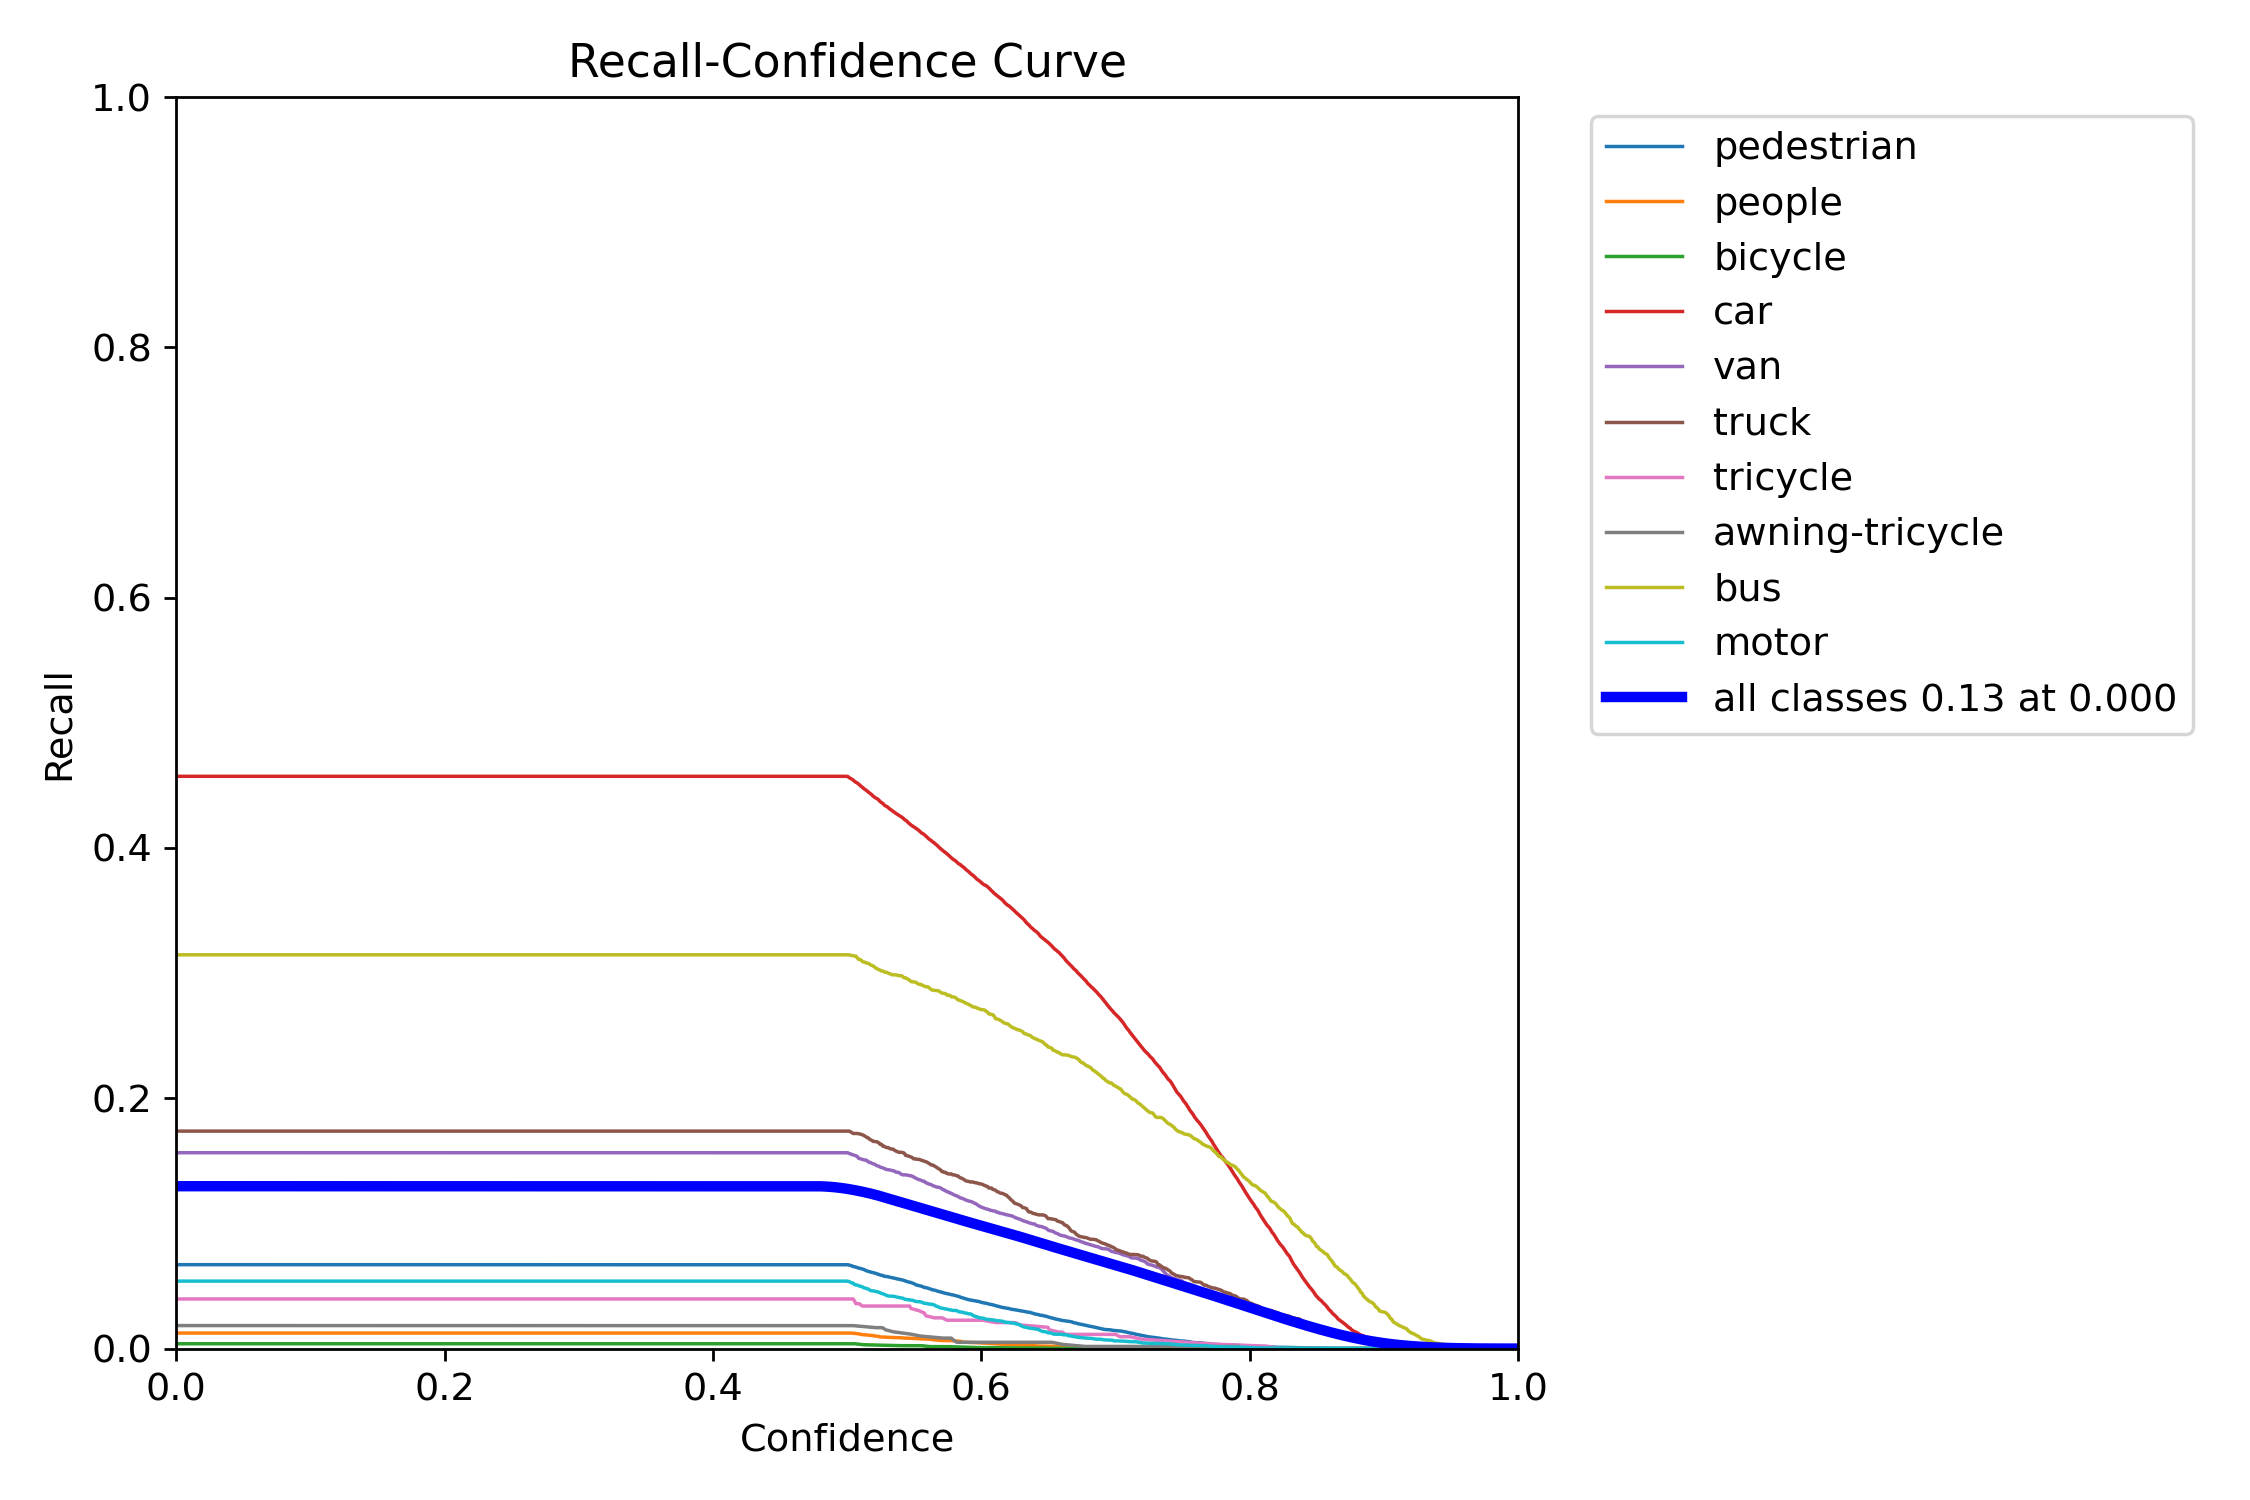 Recall-Confidence Curve
1.0
0.8
0.6
0.4
0.2
0.0
Recall
0.0 0.2 0.4 0.6 0.8 1.0
Confidence
pedestrian
people
bicycle
car
van
truck
tricycle
awning-tricycle
bus
motor
all classes 0.13 at 0.000